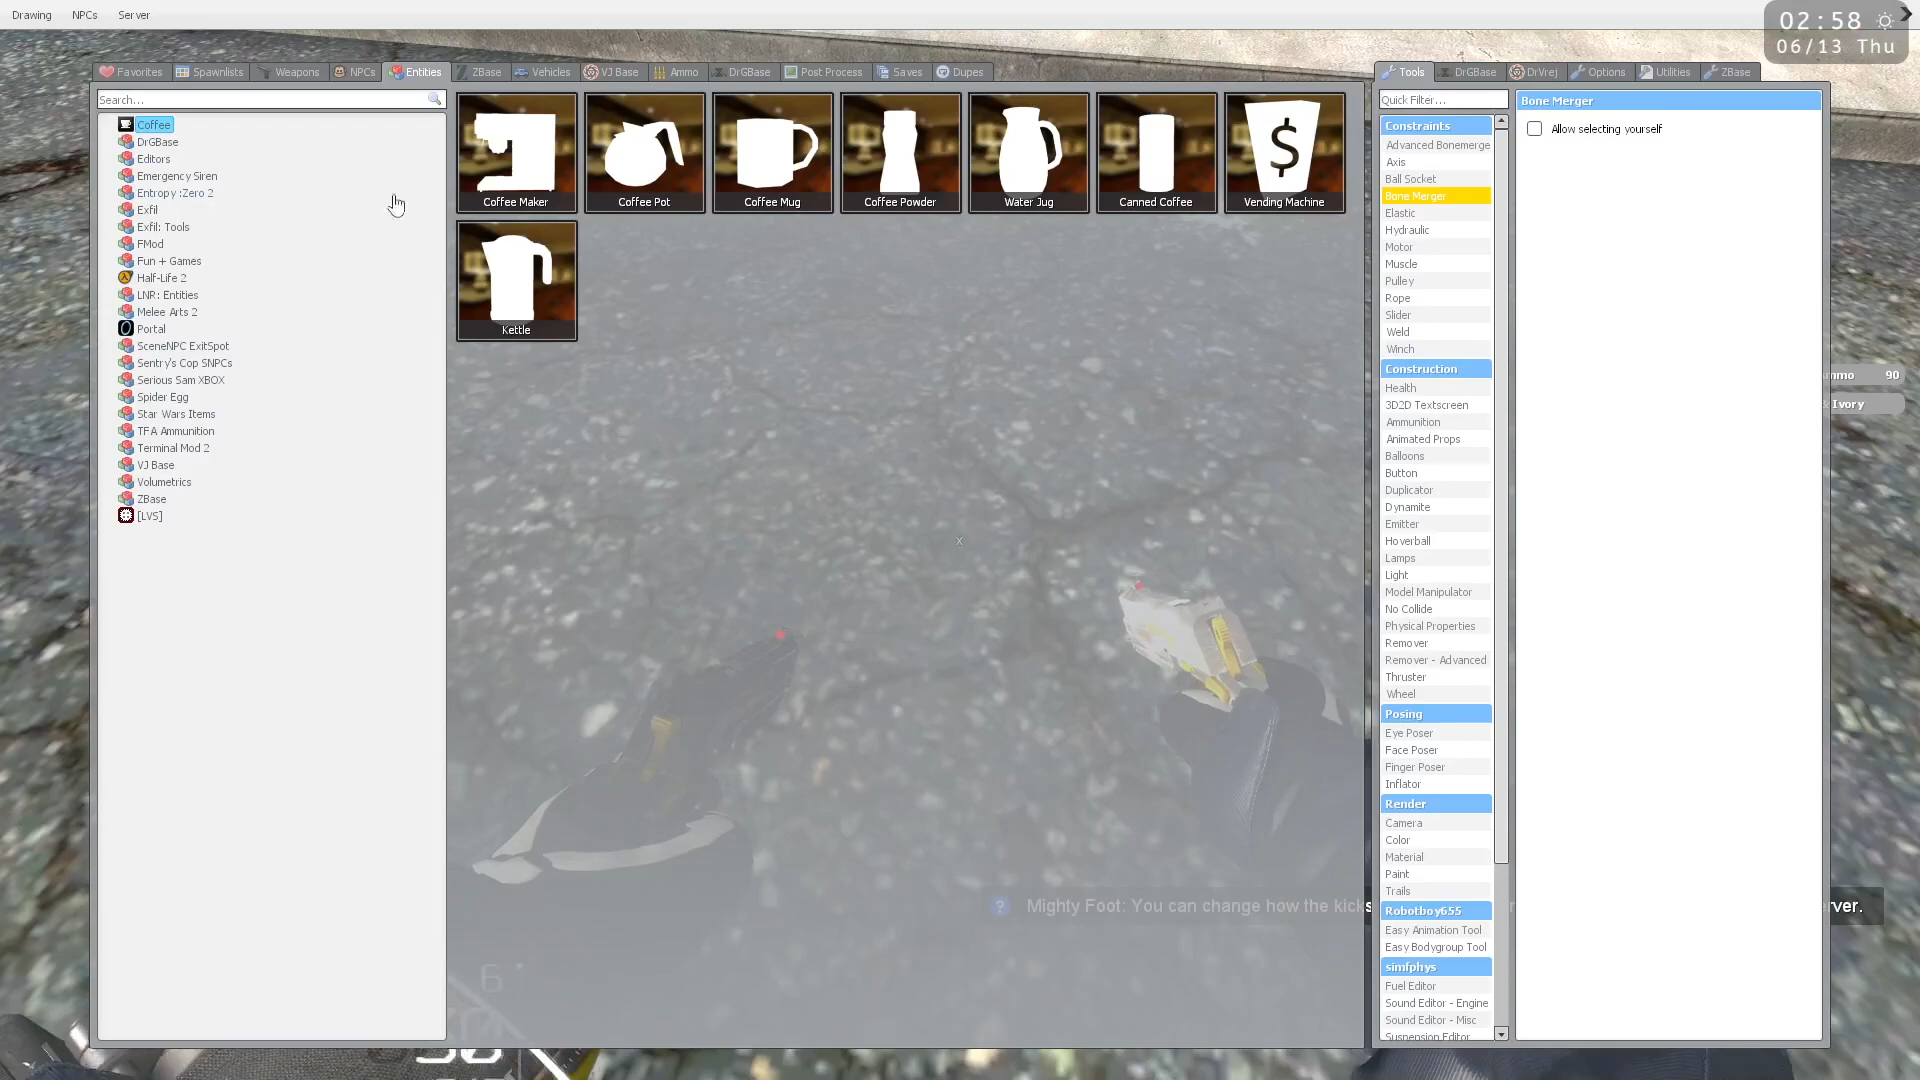 Drawing NPCs Server
02:58
06/13 Thu
Favorites Spawnlists Weapons NPCs Entities ZBase Vehicles VJ Base Ammo DrGBase Post Process Saves Dupes
Search...
Coffee
DrGBase
Editors
Emergency Siren
Entropy :Zero 2
Exfil
Exfil: Tools
FMod
Fun + Games
Half-Life 2
LNR: Entities
Melee Arts 2
Portal
SceneNPC ExitSpot
Sentry's Cop SNPCs
Serious Sam XBOX
Spider Egg
Star Wars Items
TFA Ammunition
Terminal Mod 2
VJ Base
Volumetrics
ZBase
[LVS]
Coffee Maker Coffee Pot Coffee Mug Coffee Powder Water Jug Canned Coffee Vending Machine
Kettle
x
Mighty Foot: You can change how the kicks
Tools DrGBase DrVrej Options Utilities ZBase
Quick Filter...
Constraints
Advanced Bonemerge
Axis
Ball Socket
Bone Merger
Elastic
Hydraulic
Motor
Muscle
Pulley
Rope
Slider
Weld
Winch
Construction
Health
3D2D Textscreen
Ammunition
Animated Props
Balloons
Button
Duplicator
Dynamite
Emitter
Hoverball
Lamps
Light
Model Manipulator
No Collide
Physical Properties
Remover
Remover - Advanced
Thruster
Wheel
Posing
Eye Poser
Face Poser
Finger Poser
Inflator
Render
Camera
Color
Material
Paint
Trails
Robotboy655
Easy Animation Tool
Easy Bodygroup Tool
simfphys
Fuel Editor
Sound Editor - Engine
Sound Editor - Misc
Suspension Editor
Bone Merger
Allow selecting yourself
90
Ivory
rver.